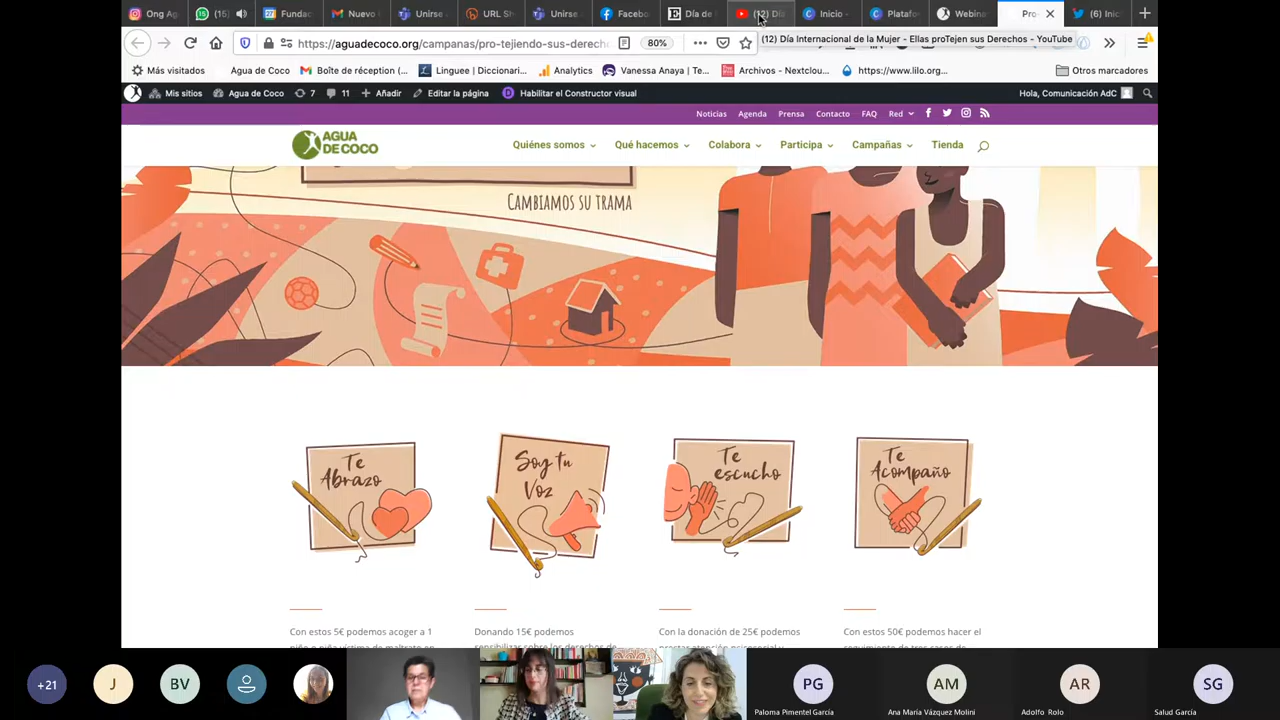 Ong Ag
(15)
Fundac
Nuevo
Unirse
URL SH
Unirse.
Facebo
Día de
(12) Día
Inicio -
Platafo
Webina
Pro
(6) Inic
https://aguadecoco.org/campanas/pro-tejiendo-sus-derech
80%
(12) Día Internacional de la Mujer - Ellas proTejen sus Derechos - YouTube
Más visitados
Agua de Coco
Boîte de réception (...
Linguee | Diccionari...
Analytics
Vanessa Anaya | Te...
Archivos - Nextclou...
https://www.lilo.org...
Otros marcadores
Mis sitios
Agua de Coco
7
11
Añadir
Editar la página
Habilitar el Constructor visual
Hola, Comunicación AdC
Noticias
Agenda
Prensa
Contacto
FAQ
Red
AGUA
DE COCO
Quiénes somos
Qué hacemos
Colabora
Participa
Campañas
Tienda
CAMBIAMOS SU TRAMA
Te
Abrazo
Soy tu
Voz
Te
escucho
Te
Acompaño
Con estos 5€ podemos acoger a 1
Donando 15€ podemos
Con la donación de 25€ podemos
Con estos 50€ podemos hacer el
+21
J
BV
PG
Paloma Pimentel García
AM
Ana María Vázquez Molini
AR
Adolfo Rolo
SG
Salud García